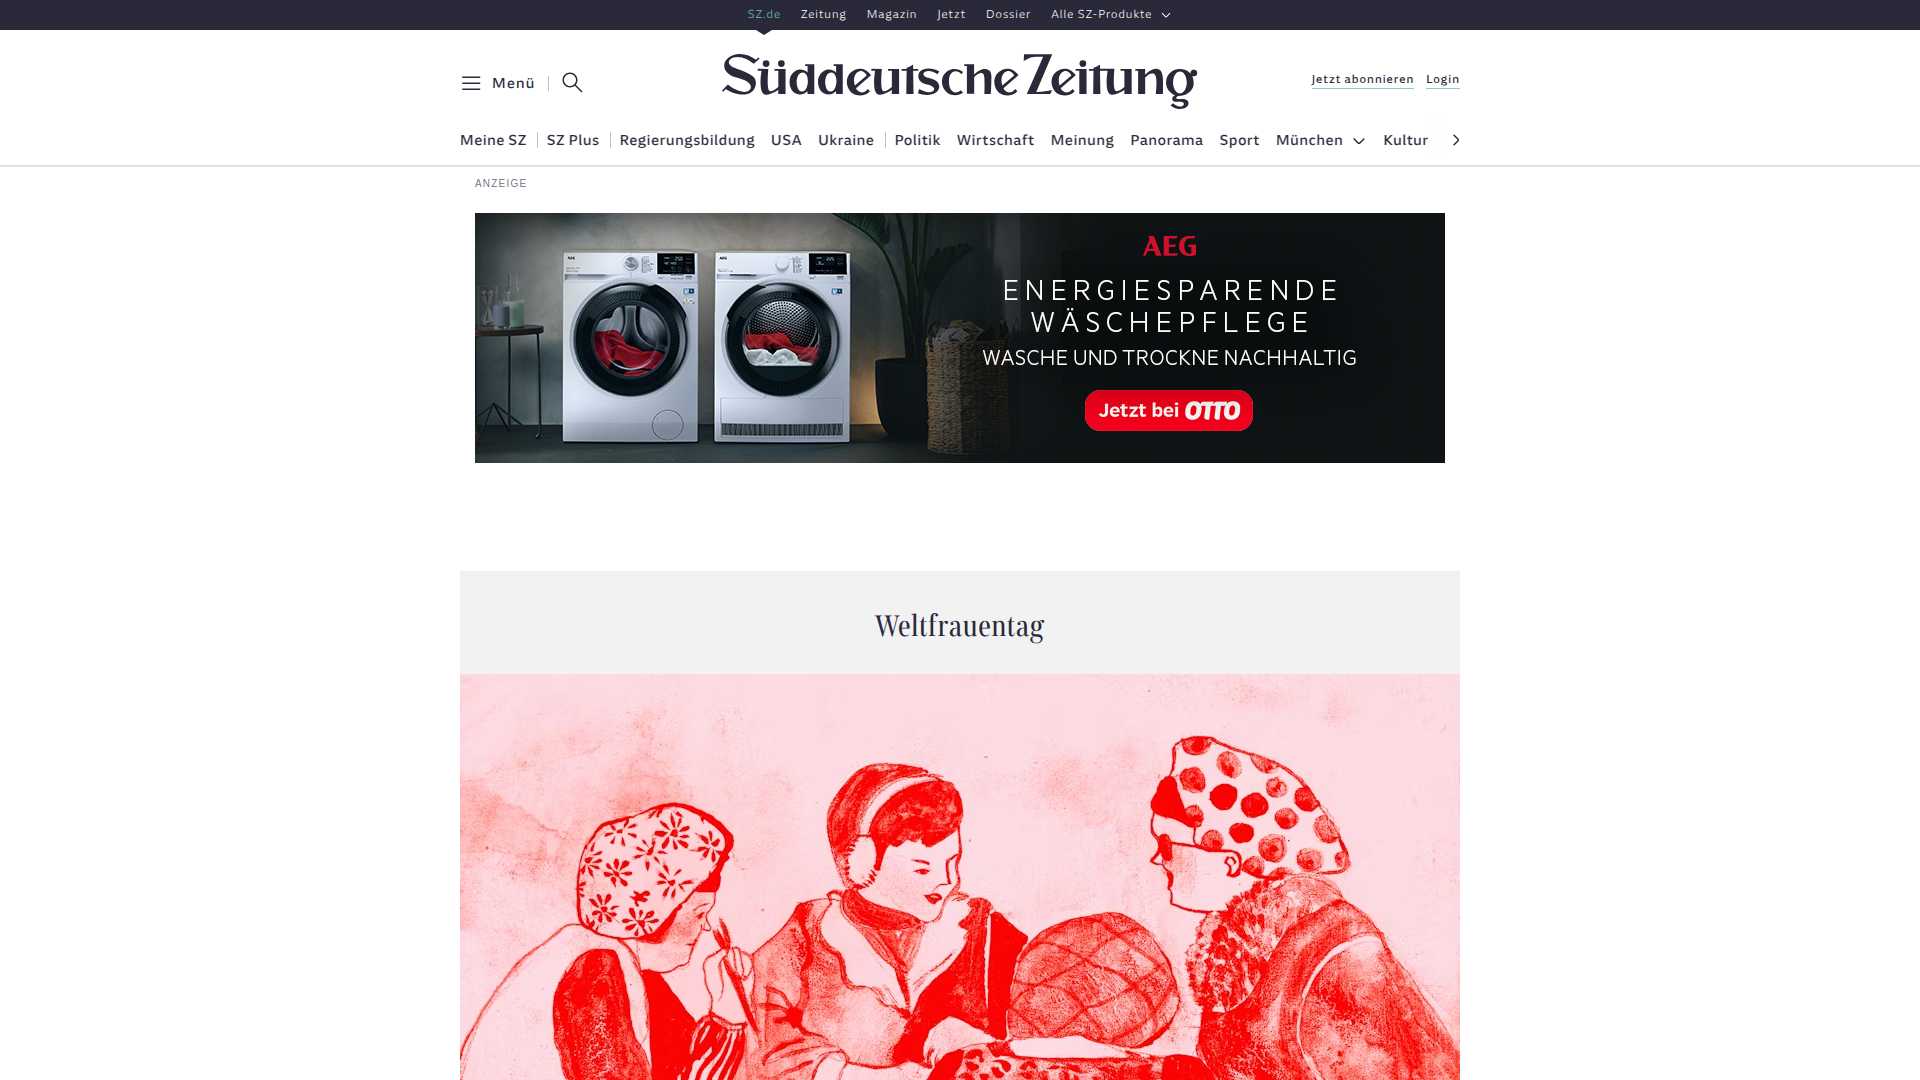 SZ.de Zeitung Magazin Jetzt Dossier Alle SZ-Produkte
Menü
Süddeutsche Zeitung
Jetzt abonnieren Login
Meine SZ SZ Plus Regierungsbildung USA Ukraine Politik Wirtschaft Meinung Panorama Sport München Kultur
ANZEIGE
AEG
ENERGIESPARENDE
WÄSCHEPFLEGE
WASCHE UND TROCKNE NACHHALTIG
Jetzt bei OTTO
AEG
AEG
Weltfrauentag